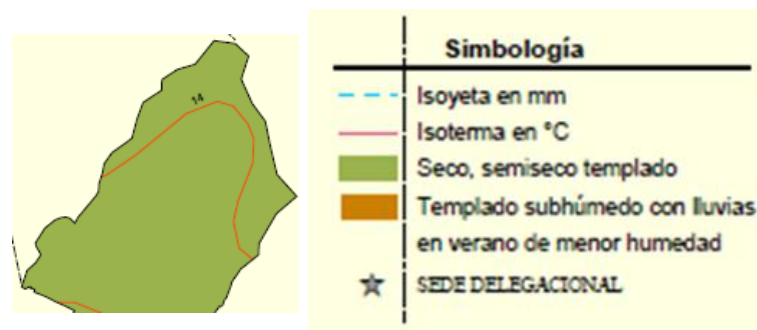 14
Simbología
Isoyeta en mm
Isoterma en °C
Seco, semiseco templado
Templado subhúmedo con lluvias
en verano de menor humedad
SEDE DELEGACIONAL